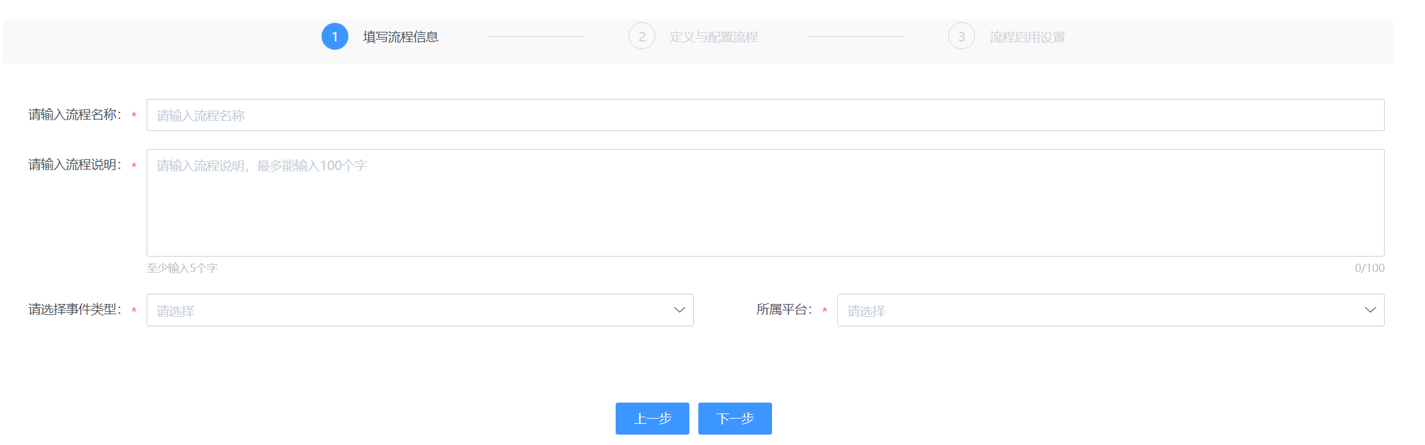 1 填写流程信息 2 定义与配置流程 3 流程启用设置
请输入流程名称： * 请输入流程名称
请输入流程说明： * 请输入流程说明，最多能输入100个字
至少输入5个字 0/100
请选择事件类型： * 请选择 所属平台： * 请选择
上一步 下一步